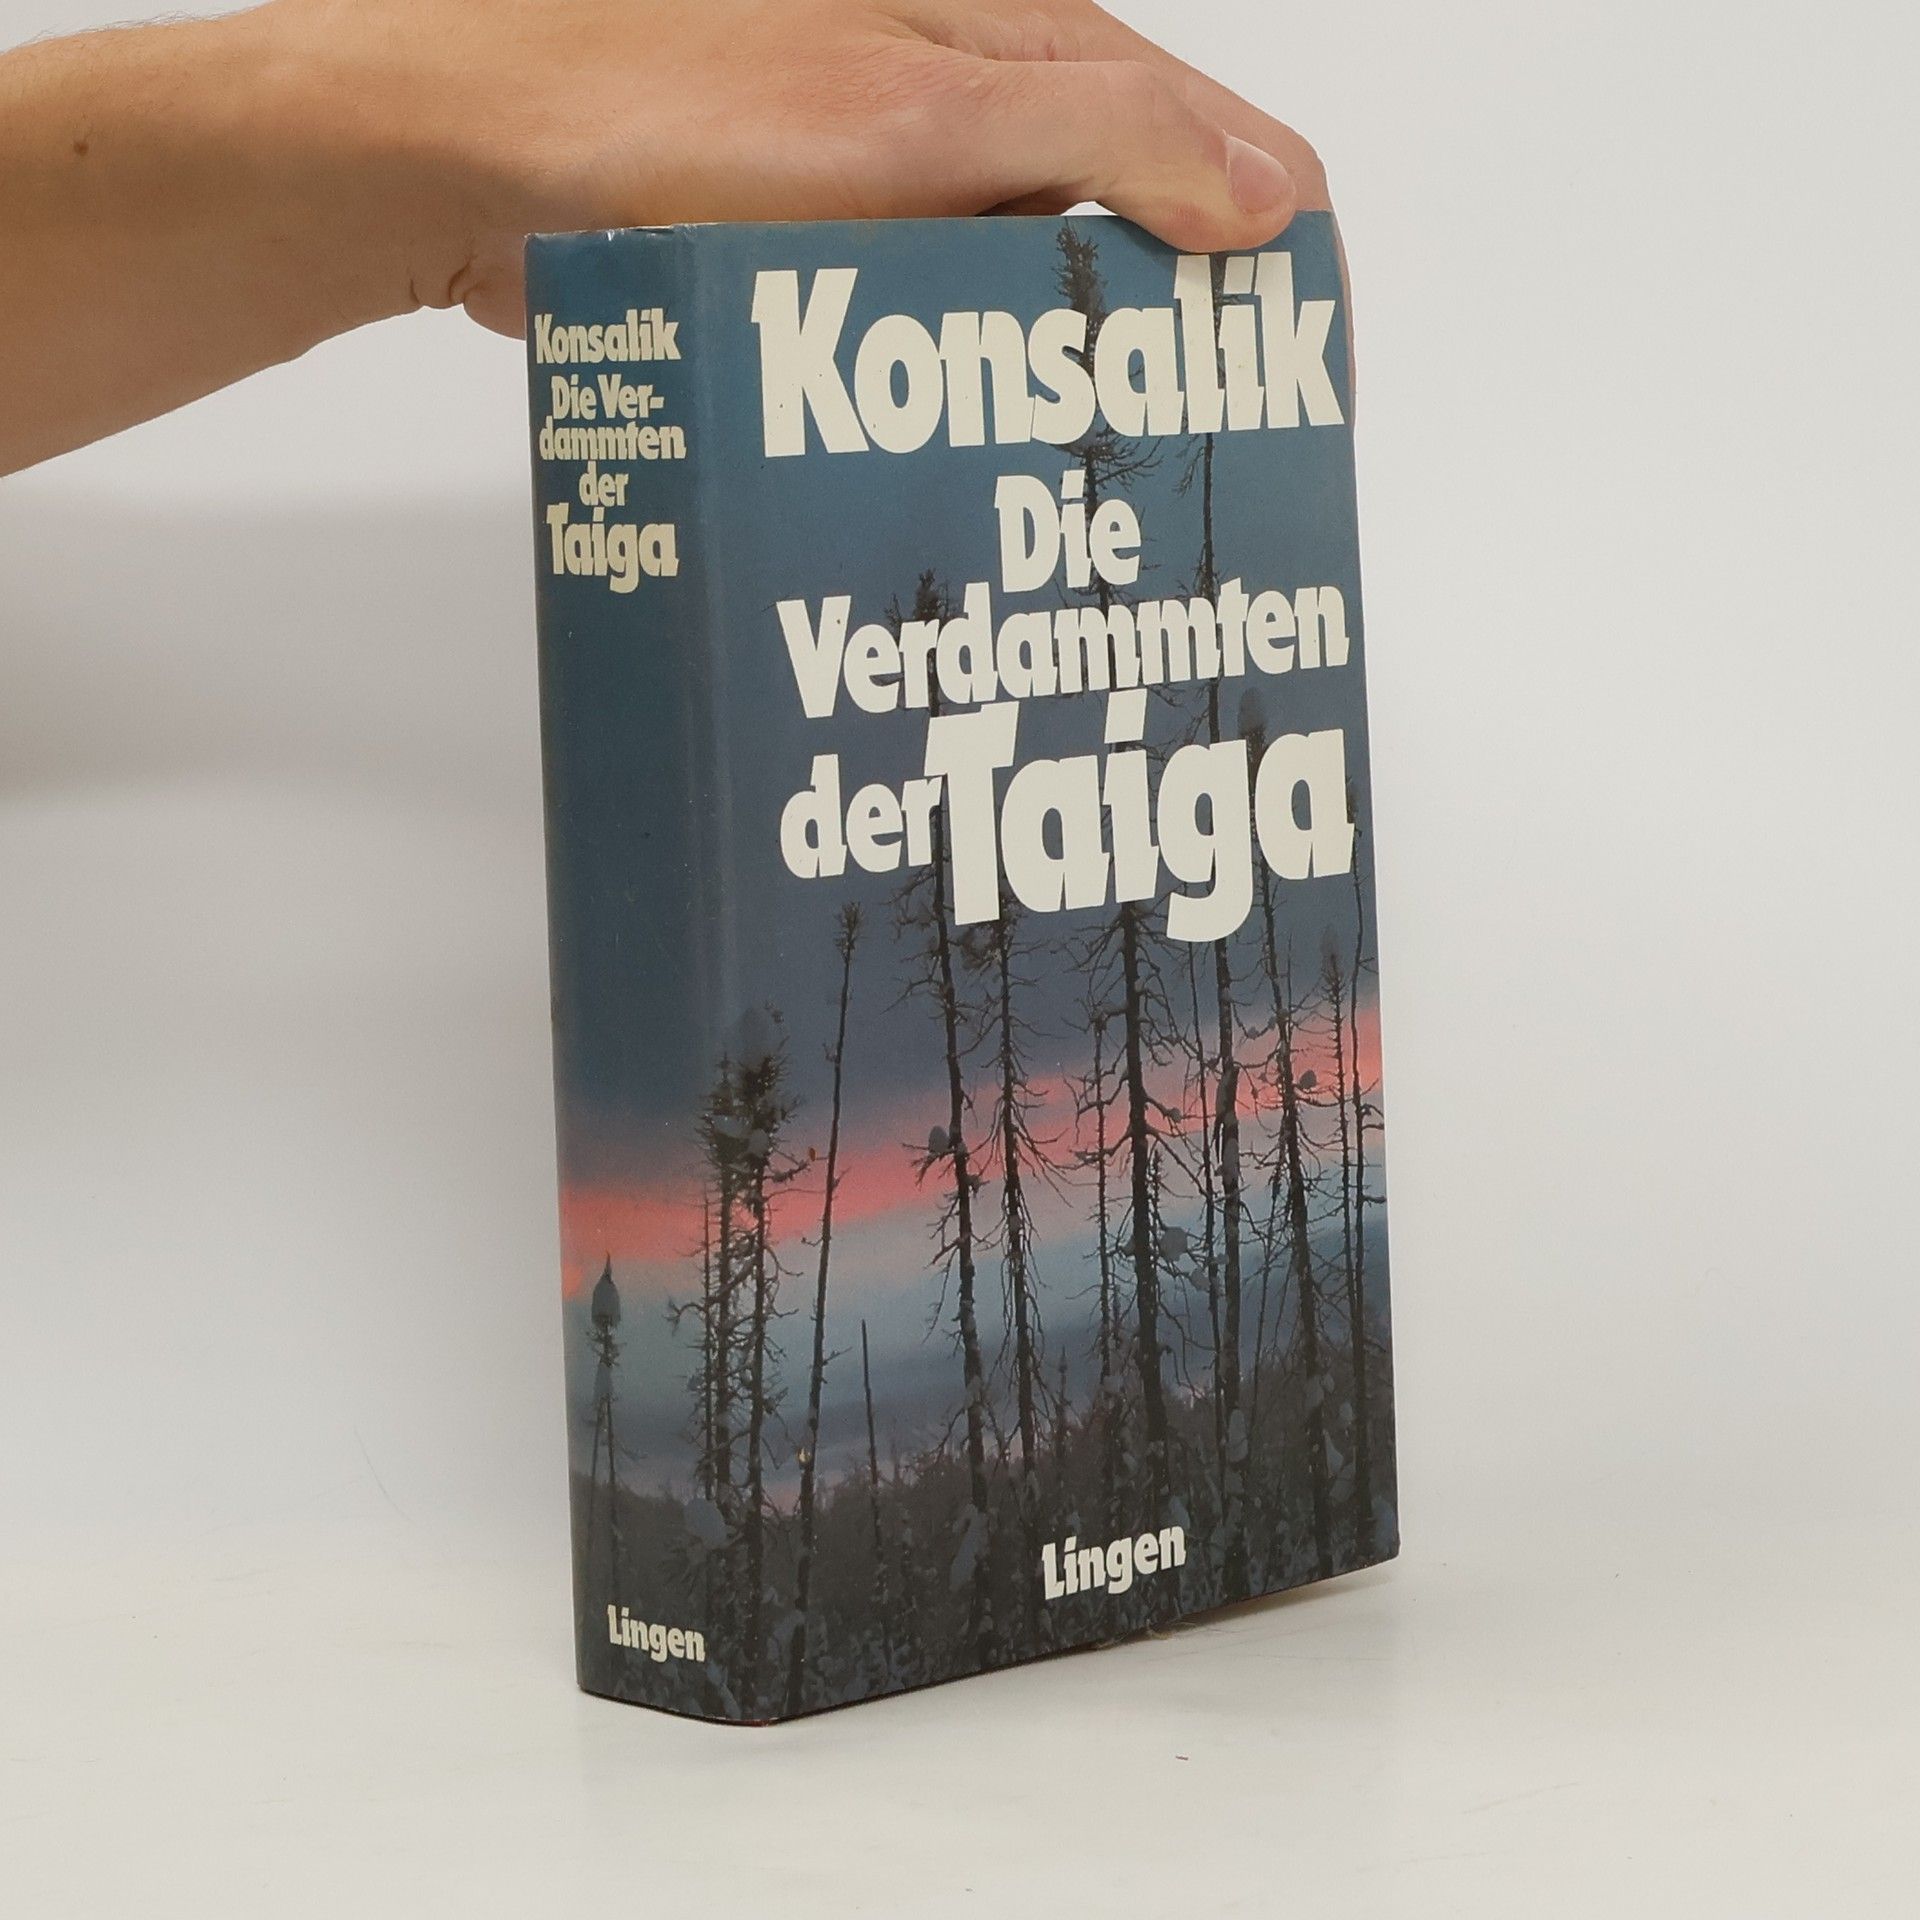 Konsalik
Die Ver-
dammten
der
Taiga
Lingen
Konsalik
Die
Verdammten
der Taiga
Lingen